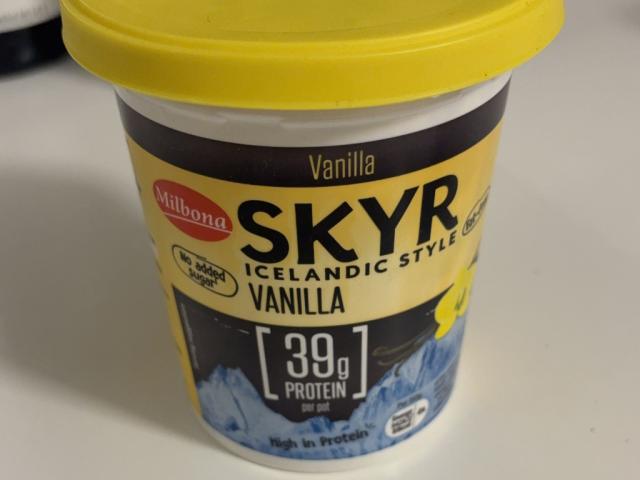 Vanilla
Milbona
SKYR
ICELANDIC STYLE
No added
sugar
VANILLA
39g
PROTEIN
per pot
High in Protein